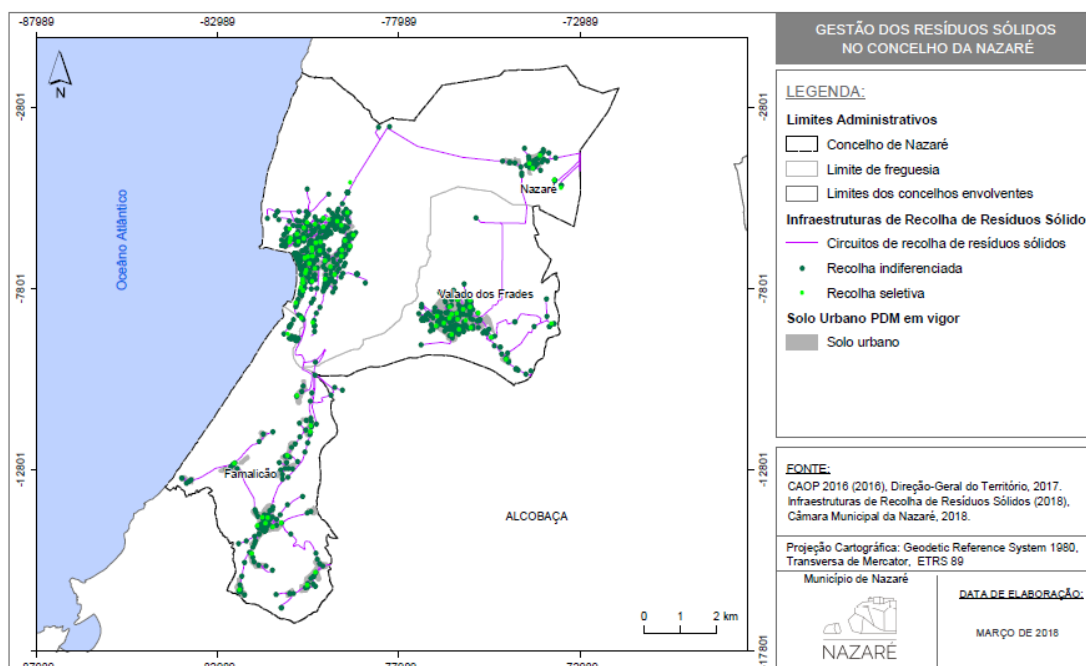 -87989
-82989
-77989
-72989
GESTÃO DOS RESÍDUOS SÓLIDOS
NO CONCELHO DA NAZARÉ
N
-2801
-2801
LEGENDA:
Limites Administrativos
Concelho de Nazaré
Limite de freguesia
Limites dos concelhos envolventes
Infraestruturas de Recolha de Resíduos Sólido
Circuitos de recolha de resíduos sólidos
Recolha indiferenciada
Recolha seletiva
Solo Urbano PDM em vigor
Solo urbano
Nazaré
Oceâno Atlântico
-7801
-7801
Valado dos Frades
-12801
-12801
Famalicão
ALCOBAÇA
FONTE:
CAOP 2016 (2016), Direção-Geral do Território, 2017.
Infraestruturas de Recolha de Resíduos Sólidos (2018),
Câmara Municipal da Nazaré, 2018.
Projeção Cartográfica: Geodetic Reference System 1980,
Transversa de Mercator, ETRS 89
Município de Nazaré
NAZARÉ
DATA DE ELABORAÇÃO:
MARÇO DE 2018
0 1 2 km
-17801